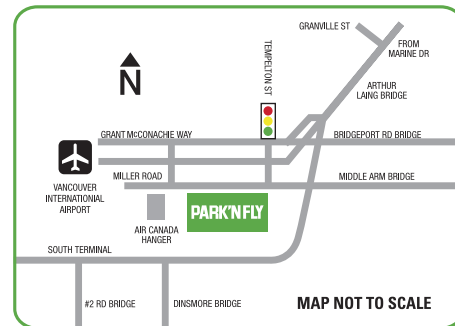 GRANVILLE ST
FROM
MARINE DR
TEMPELTON ST
N
ARTHUR
LAING BRIDGE
GRANT McCONACHIE WAY
BRIDGEPORT RD BRIDGE
MILLER ROAD
MIDDLE ARM BRIDGE
VANCOUVER
INTERNATIONAL
AIRPORT
PARK'N FLY
AIR CANADA
HANGER
SOUTH TERMINAL
#2 RD BRIDGE
DINSMORE BRIDGE
MAP NOT TO SCALE